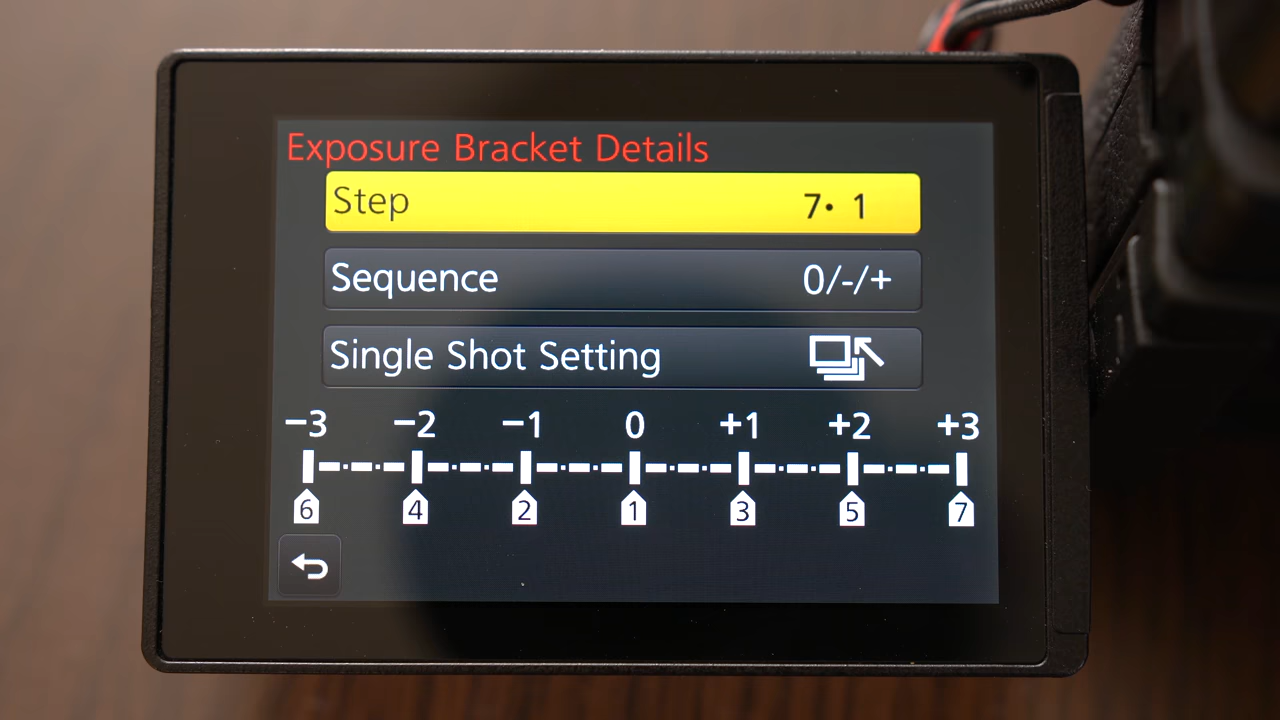 Exposure Bracket Details
Step 7• 1
Sequence 0/-/+
Single Shot Setting
−3 −2 −1 0 +1 +2 +3
6 4 2 1 3 5 7